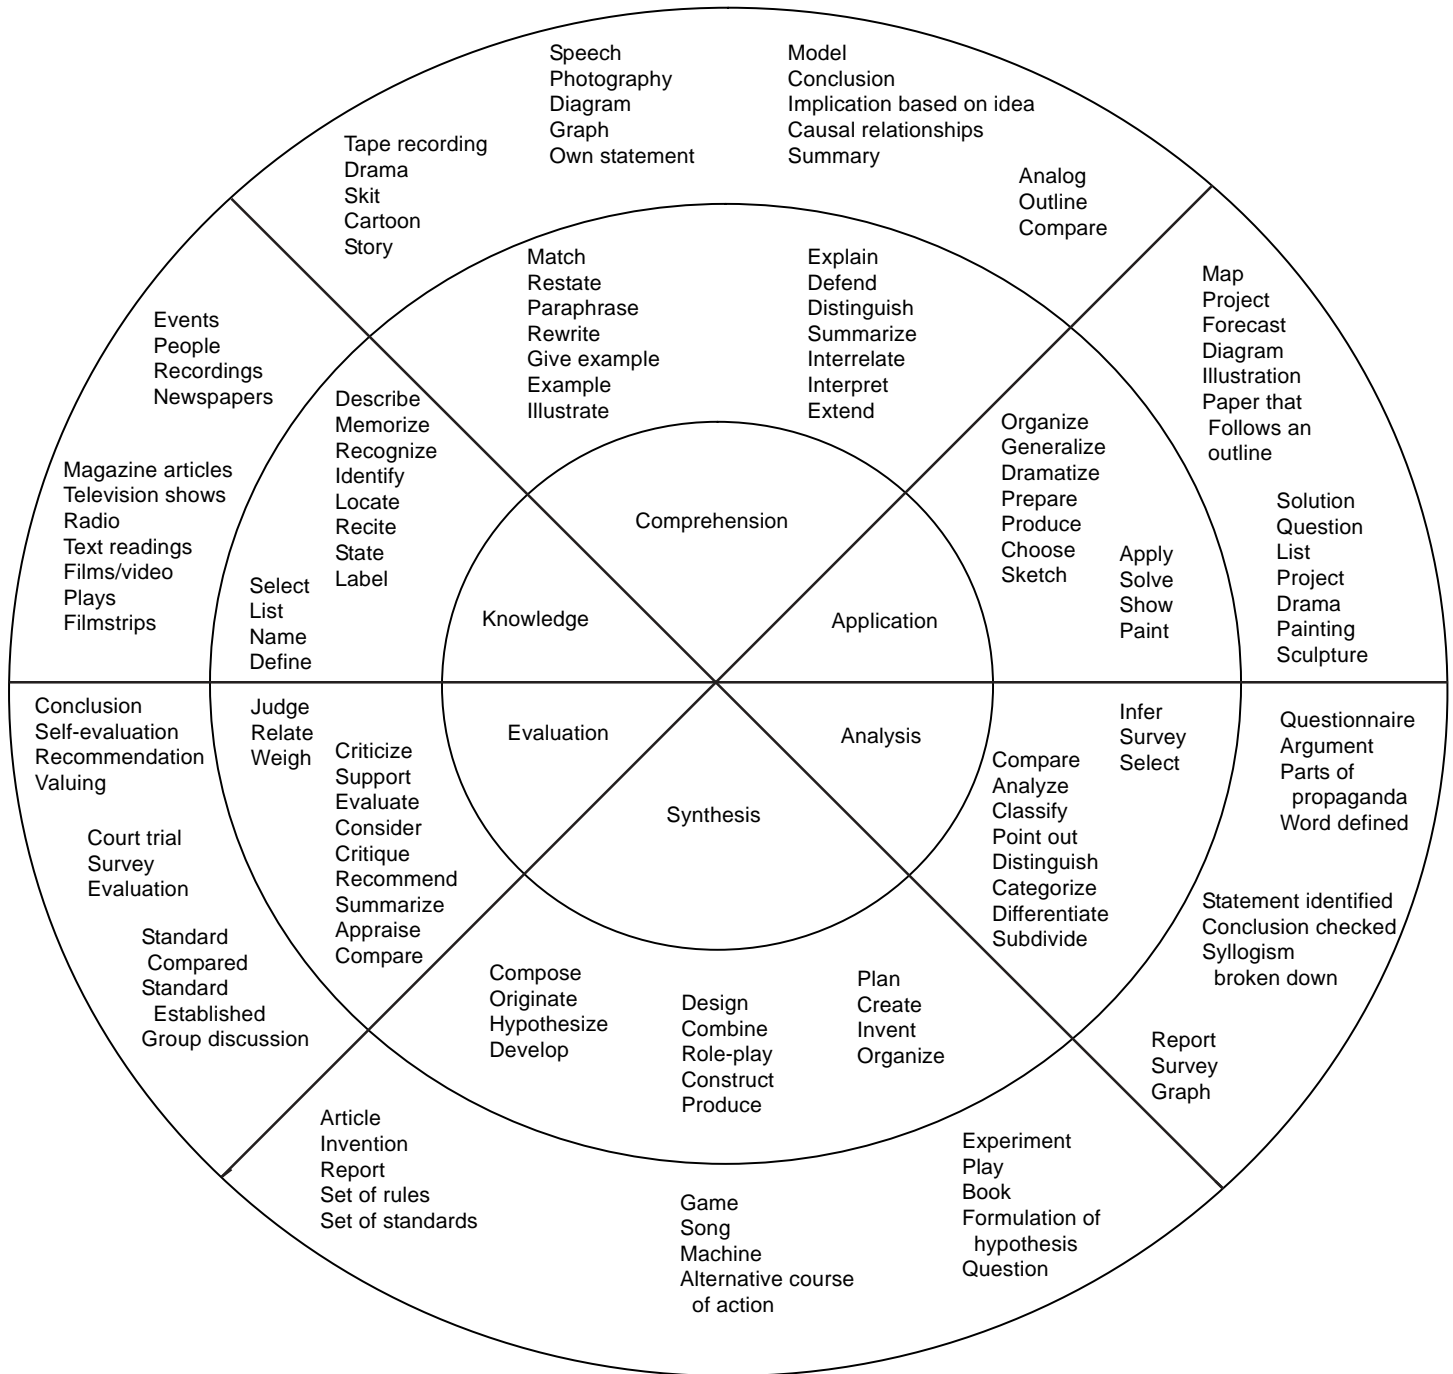 Speech
Photography
Diagram
Graph
Own statement
Model
Conclusion
Implication based on idea
Causal relationships
Summary
Tape recording
Drama
Skit
Cartoon
Story
Analog
Outline
Compare
Match
Restate
Paraphrase
Rewrite
Give example
Example
Illustrate
Explain
Defend
Distinguish
Summarize
Interrelate
Interpret
Extend
Comprehension
Events
People
Recordings
Newspapers
Magazine articles
Television shows
Radio
Text readings
Films/video
Plays
Filmstrips
Describe
Memorize
Recognize
Identify
Locate
Recite
State
Label
Select
List
Name
Define
Knowledge
Application
Organize
Generalize
Dramatize
Prepare
Produce
Choose
Sketch
Apply
Solve
Show
Paint
Map
Project
Forecast
Diagram
Illustration
Paper that
Follows an
outline
Solution
Question
List
Project
Drama
Painting
Sculpture
Conclusion
Self-evaluation
Recommendation
Valuing
Court trial
Survey
Evaluation
Standard
Compared
Standard
Established
Group discussion
Judge
Relate
Weigh
Criticize
Support
Evaluate
Consider
Critique
Recommend
Summarize
Appraise
Compare
Evaluation
Analysis
Infer
Survey
Select
Compare
Analyze
Classify
Point out
Distinguish
Categorize
Differentiate
Subdivide
Questionnaire
Argument
Parts of
propaganda
Word defined
Statement identified
Conclusion checked
Syllogism
broken down
Report
Survey
Graph
Synthesis
Compose
Originate
Hypothesize
Develop
Design
Combine
Role-play
Construct
Produce
Plan
Create
Invent
Organize
Article
Invention
Report
Set of rules
Set of standards
Game
Song
Machine
Alternative course
of action
Experiment
Play
Book
Formulation of
hypothesis
Question